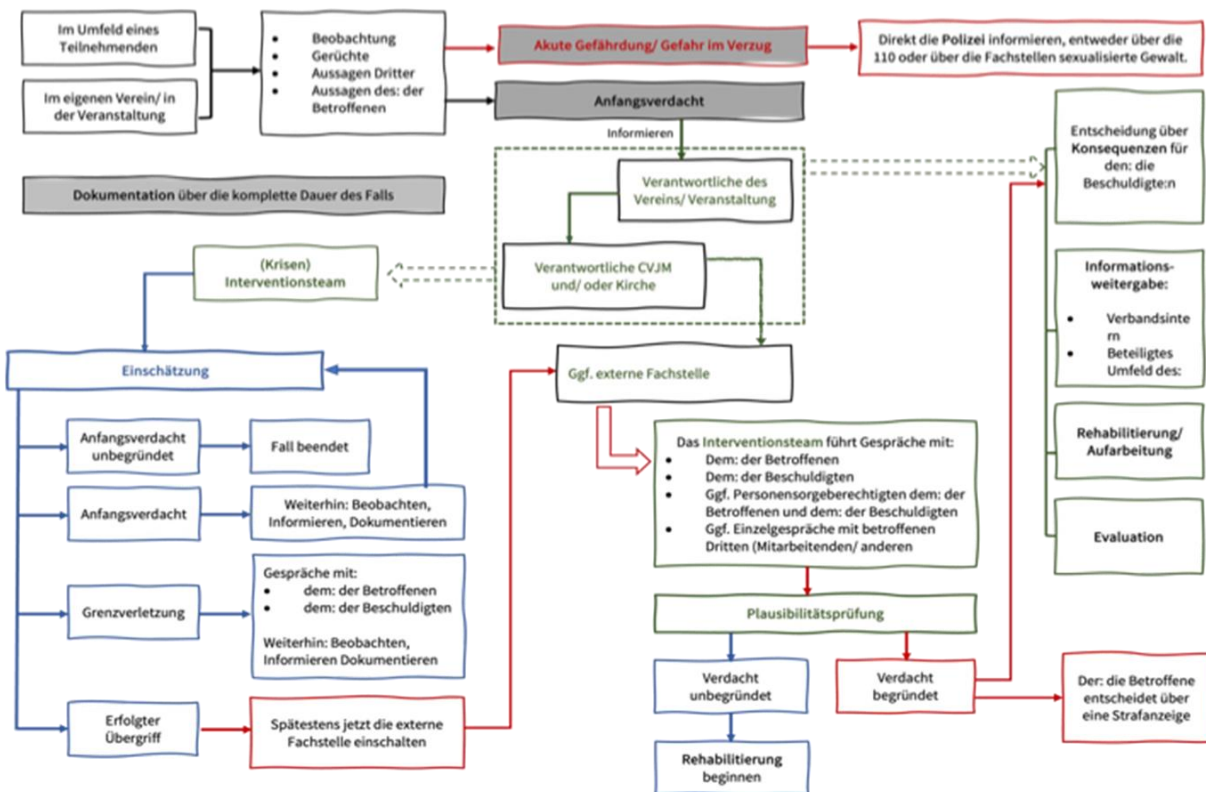 Im Umfeld eines
Teilnehmenden
Im eigenen Verein/ in
der Veranstaltung
• Beobachtung
• Gerüchte
• Aussagen Dritter
• Aussagen des: der
Betroffenen
Akute Gefährdung/ Gefahr im Verzug
Direkt die Polizei informieren, entweder über die
110 oder über die Fachstellen sexualisierte Gewalt.
Anfangsverdacht
Informieren
Dokumentation über die komplette Dauer des Falls
Verantwortliche des
Vereins/ Veranstaltung
Verantwortliche CVJM
und/ oder Kirche
(Krisen)
Interventionsteam
Ggf. externe Fachstelle
Einschätzung
Anfangsverdacht
unbegründet
Fall beendet
Anfangsverdacht
Weiterhin: Beobachten,
Informieren, Dokumentieren
Grenzverletzung
Gespräche mit:
• dem: der Betroffenen
• dem: der Beschuldigten
Weiterhin: Beobachten,
Informieren Dokumentieren
Erfolgter
Übergriff
Spätestens jetzt die externe
Fachstelle einschalten
Das Interventionsteam führt Gespräche mit:
• Dem: der Betroffenen
• Dem: der Beschuldigten
• Ggf. Personensorgeberechtigten dem: der
Betroffenen und dem: der Beschuldigten
• Ggf. Einzelgespräche mit betroffenen
Dritten (Mitarbeitenden/ anderen
Plausibilitätsprüfung
Verdacht
unbegründet
Rehabilitierung
beginnen
Verdacht
begründet
Der: die Betroffene
entscheidet über
eine Strafanzeige
Entscheidung über
Konsequenzen für
den: die
Beschuldigte:n
Informations-
weitergabe:
• Verbandsinte
rn
• Beteiligtes
Umfeld des:
Rehabilitierung/
Aufarbeitung
Evaluation